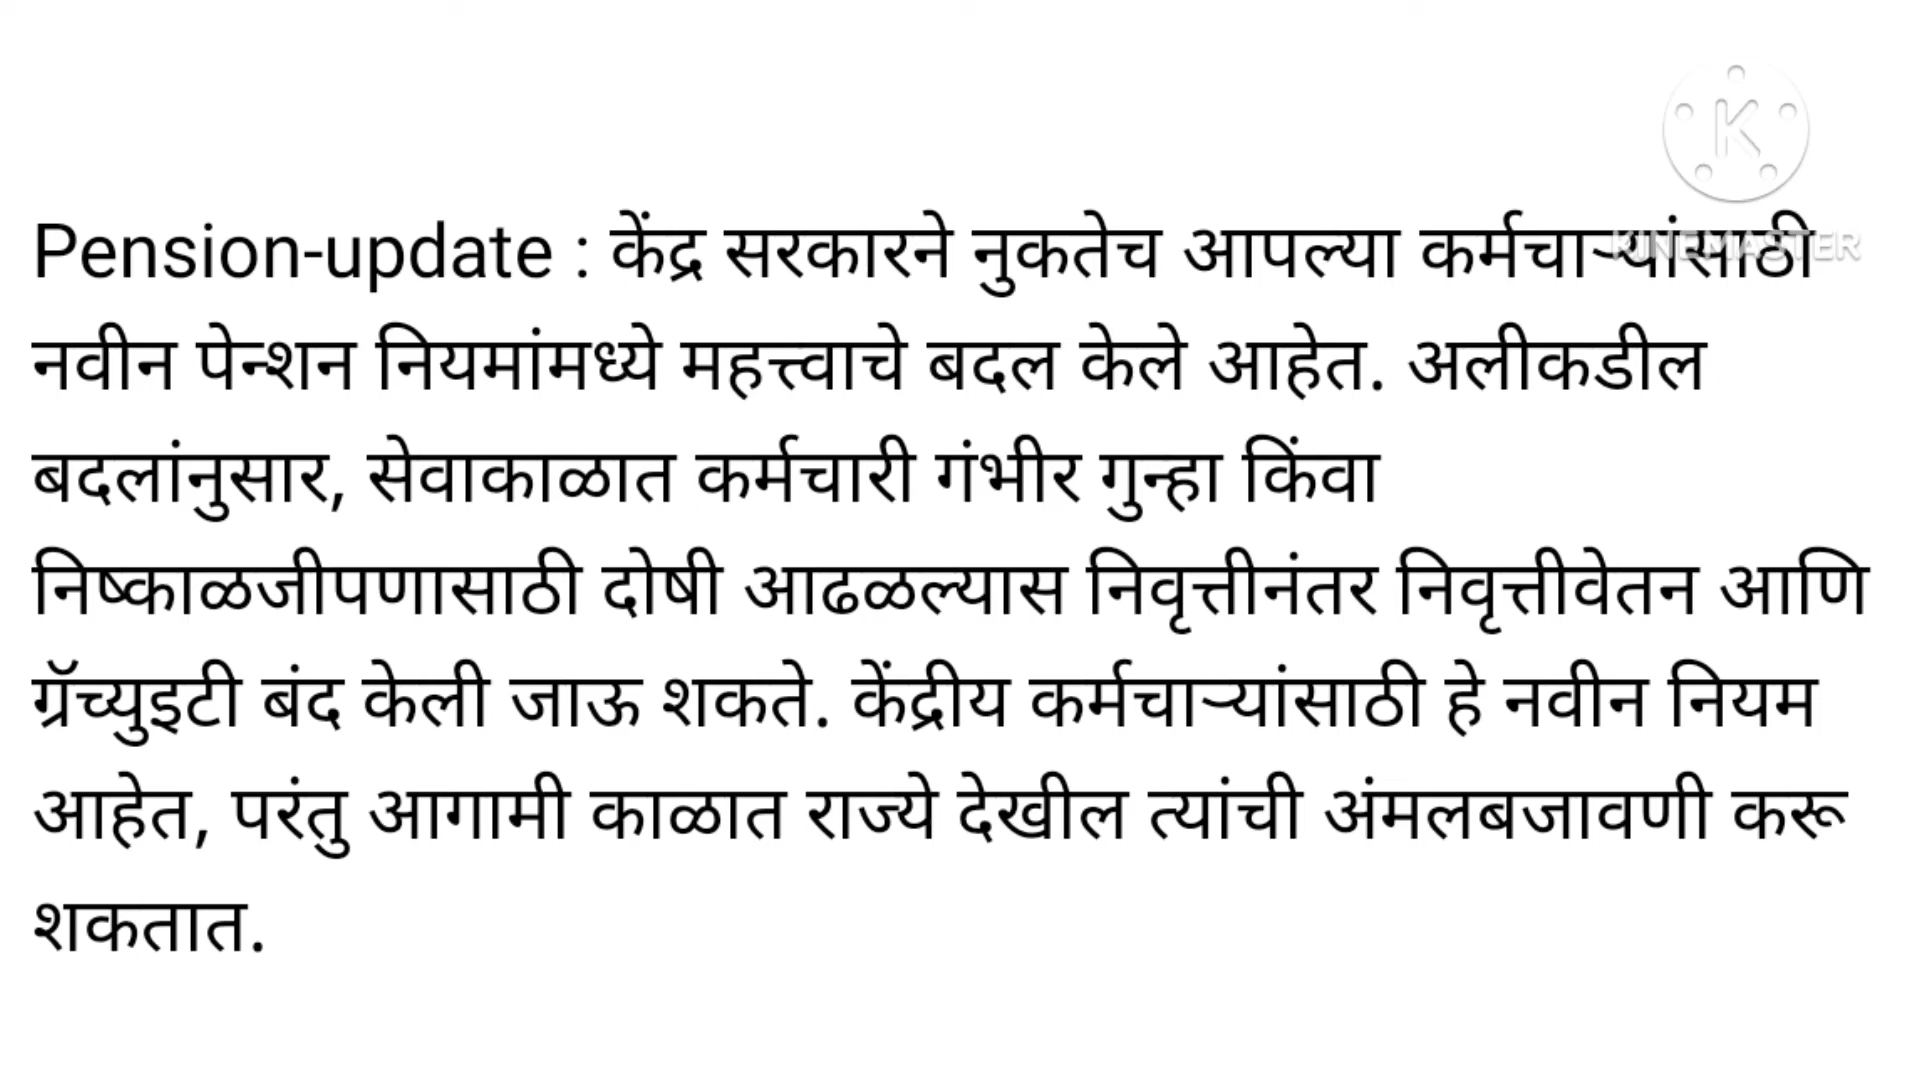 KINEMASTER
Pension-update : केंद्र सरकारने नुकतेच आपल्या कर्मचाऱ्यांसाठी
नवीन पेन्शन नियमांमध्ये महत्त्वाचे बदल केले आहेत. अलीकडील
बदलांनुसार, सेवाकाळात कर्मचारी गंभीर गुन्हा किंवा
निष्काळजीपणासाठी दोषी आढळल्यास निवृत्तीनंतर निवृत्तीवेतन आणि
ग्रॅच्युइटी बंद केली जाऊ शकते. केंद्रीय कर्मचाऱ्यांसाठी हे नवीन नियम
आहेत, परंतु आगामी काळात राज्ये देखील त्यांची अंमलबजावणी करू
शकतात.